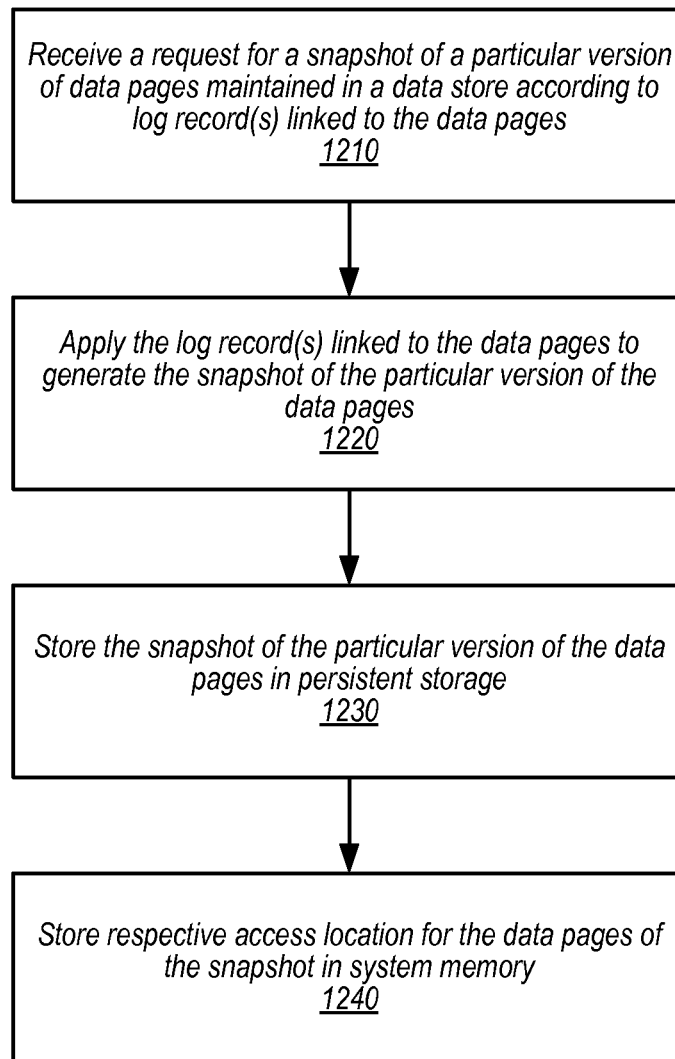 Receive a request for a snapshot of a particular version
of data pages maintained in a data store according to
log record(s) linked to the data pages
1210
Apply the log record(s) linked to the data pages to
generate the snapshot of the particular version of the
data pages
1220
Store the snapshot of the particular version of the data
pages in persistent storage
1230
Store respective access location for the data pages of
the snapshot in system memory
1240